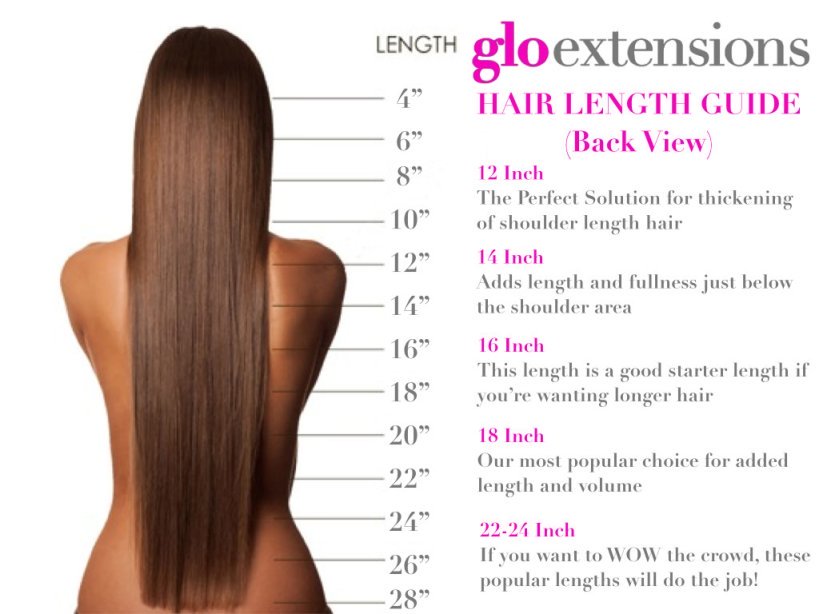 LENGTH
4”
6”
8”
10”
12”
14”
16”
18”
20”
22”
24”
26”
28”
gloextensions
HAIR LENGTH GUIDE
(Back View)
12 Inch
The Perfect Solution for thickening
of shoulder length hair
14 Inch
Adds length and fullness just below
the shoulder area
16 Inch
This length is a good starter length if
you’re wanting longer hair
18 Inch
Our most popular choice for added
length and volume
22-24 Inch
If you want to WOW the crowd, these
popular lengths will do the job!